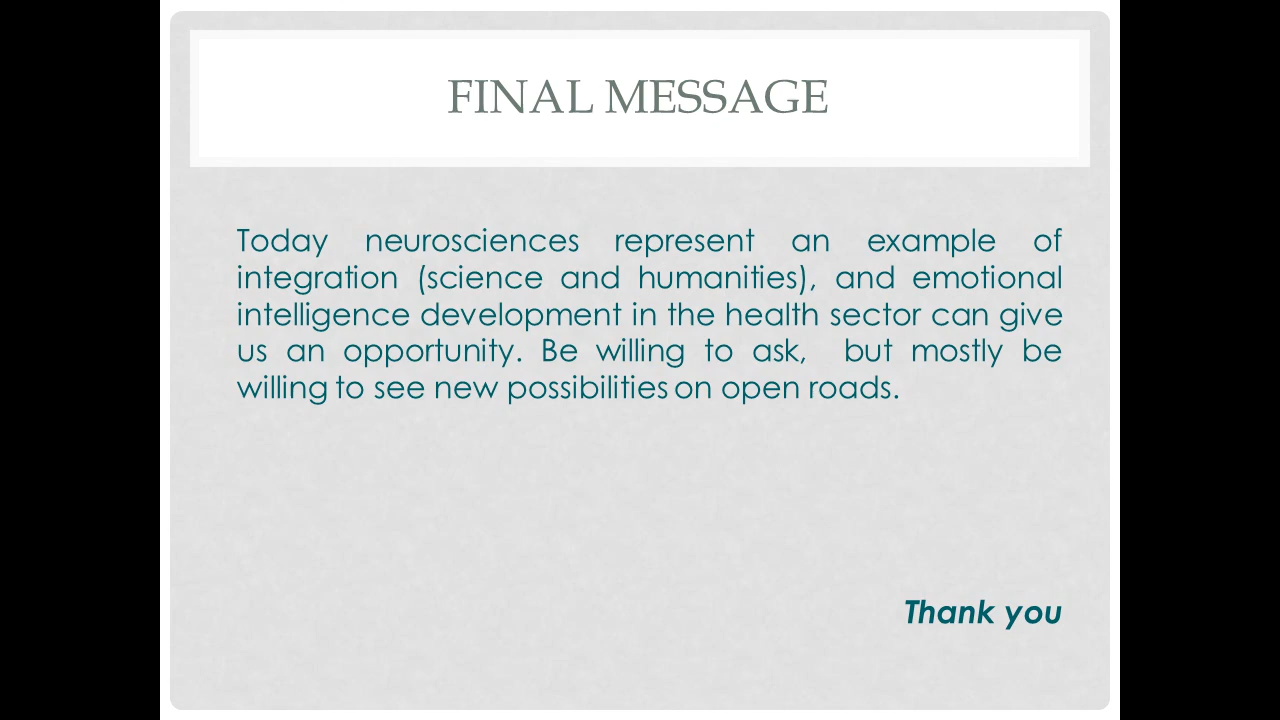 FINAL MESSAGE
Today neurosciences represent an example of
integration (science and humanities), and emotional
intelligence development in the health sector can give
us an opportunity. Be willing to ask, but mostly be
willing to see new possibilities on open roads.
Thank you